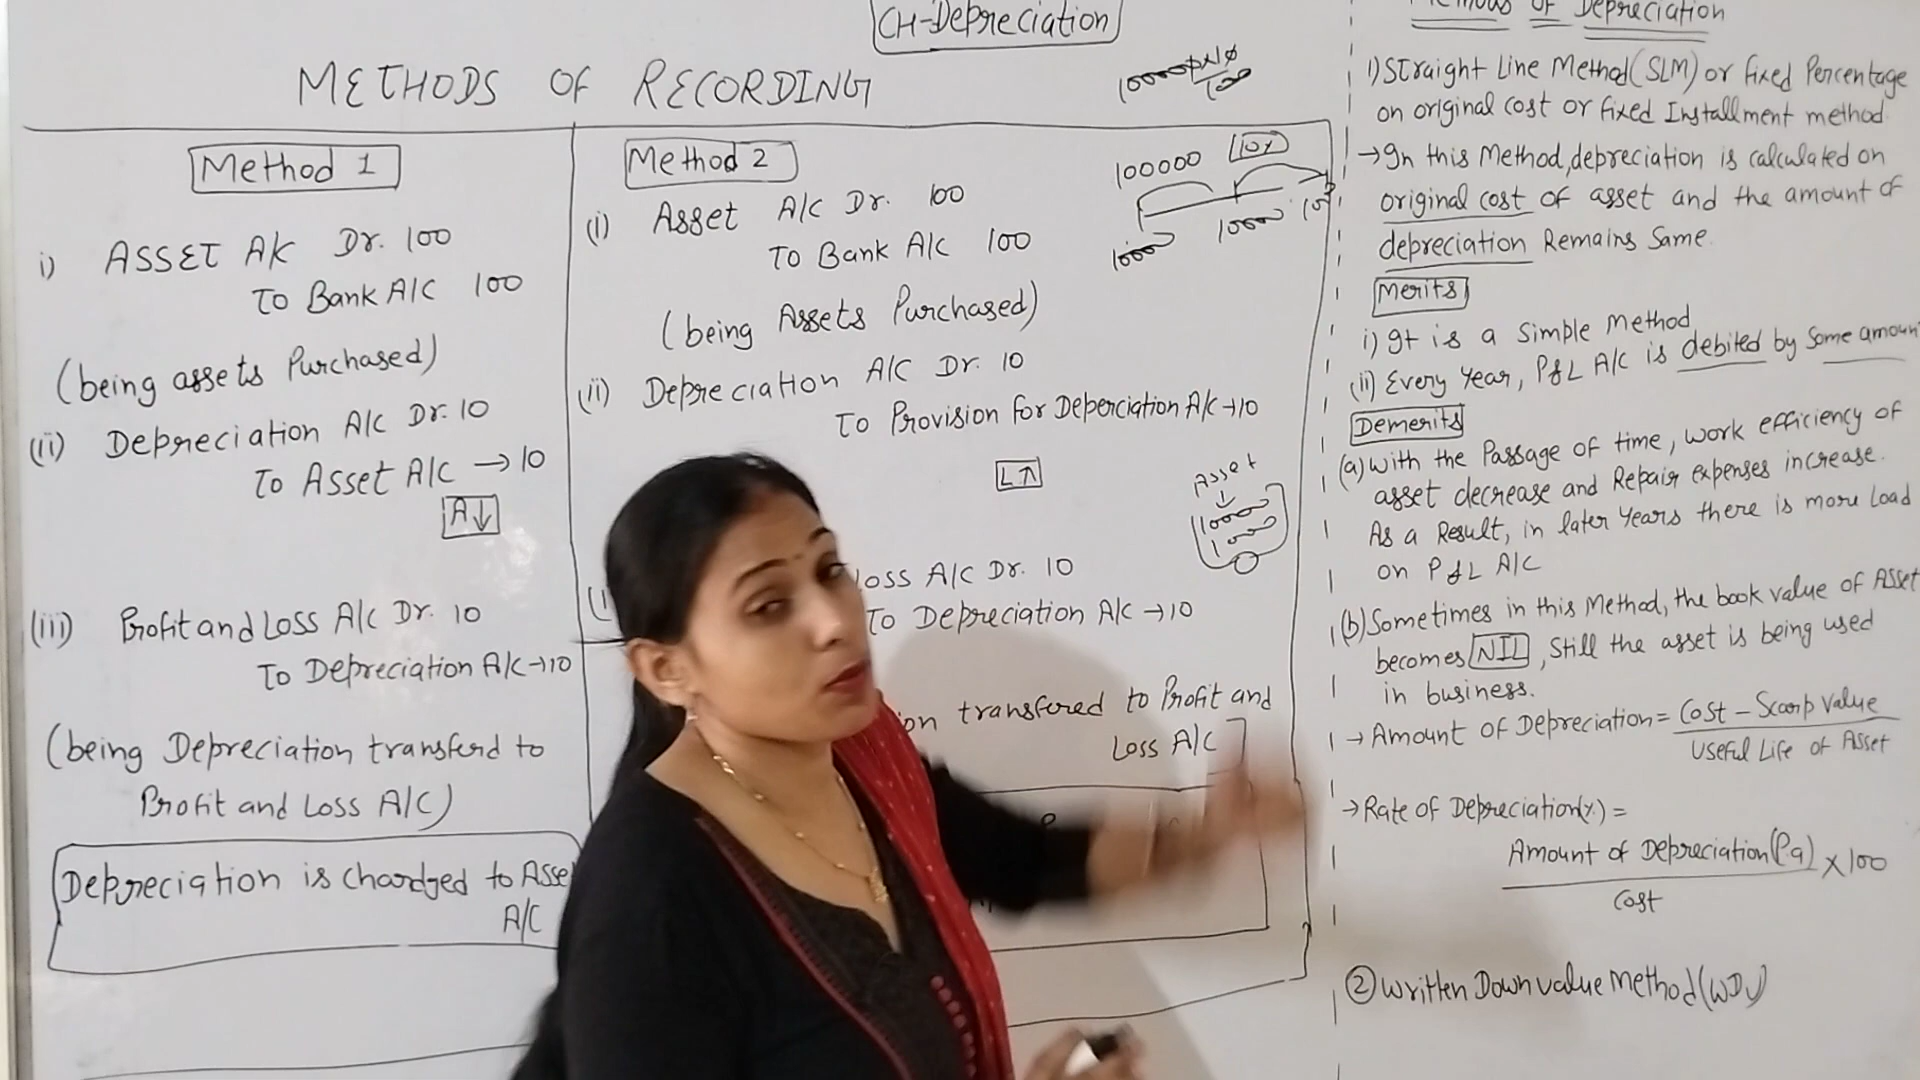 CH-Depreciation
METHODS OF RECORDING
Method 1
i) ASSET A/C Dr. 100
To Bank A/C 100
(being assets Purchased)
(ii) Depreciation A/C Dr. 10
To Asset A/C → 10
A↓
(iii) Profit and Loss A/C Dr. 10
To Depreciation A/C → 10
(being Depreciation transferd to
Profit and Loss A/C)
Depreciation is chardged to Asse
A/C
Method 2
(i) Asset A/C Dr. 100
To Bank A/C 100
(being Assets Purchased)
(ii) Depreciation A/C Dr. 10
To Provision for Deperciation A/C → 10
L↑
Loss A/C Dr. 10
To Depreciation A/C → 10
on transfered to Profit and
Loss A/C
100000 10%
10000 10000
Asset
↓
10000
Methods of Depreciation
1) Straight Line Method (SLM) or fixed Percentage
on original cost or fixed Installment method
→ In this Method, depreciation is calculated on
original cost of asset and the amount of
depreciation Remains Same.
Merits
i) It is a Simple Method
(ii) Every Year, P&L A/C is debited by Same amount
Demerits
(a) With the Passage of time, work efficiency of
asset decrease and Repair expenses increase.
As a Result, in later Years there is more Load
on P&L A/C
(b) Sometimes in this Method, the book value of Asset
becomes NIL, Still the asset is being used
in business.
→ Amount of Depreciation = Cost - Scarp Value
Useful Life of Asset
→ Rate of Depreciation(%) =
Amount of Depreciation (Pa) × 100
Cost
② Written Down value Method (WDV)